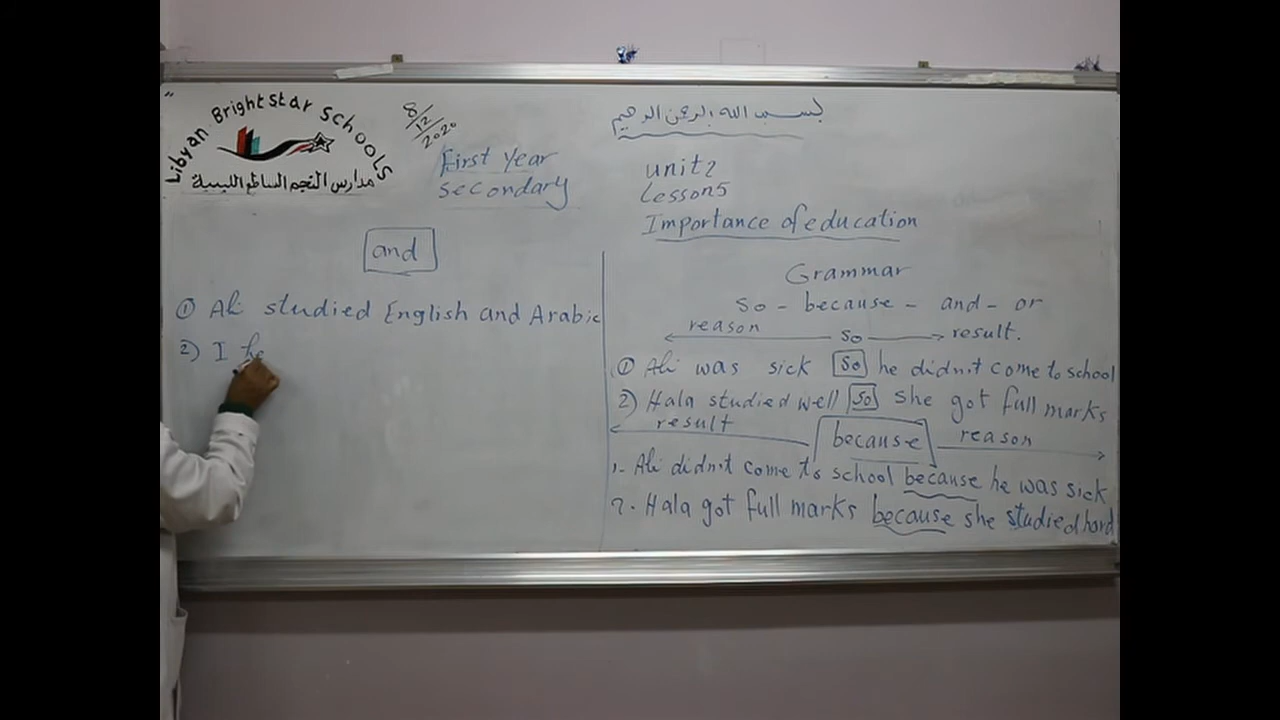 Libyan Bright Star Schools
مدارس النجم الساطع الليبية
8/12/2020
First Year
secondary
بسم الله الرحمن الرحيم
unit 2
Lesson 5
Importance of education
and
① Ali studied English and Arabic
2) I
Grammar
So - because - and - or
reason so result.
① Ali was sick so he didn't come to school
2) Hala studied well so she got full marks
result because reason
1. Ali didn't come to school because he was sick
2. Hala got full marks because she studied hard